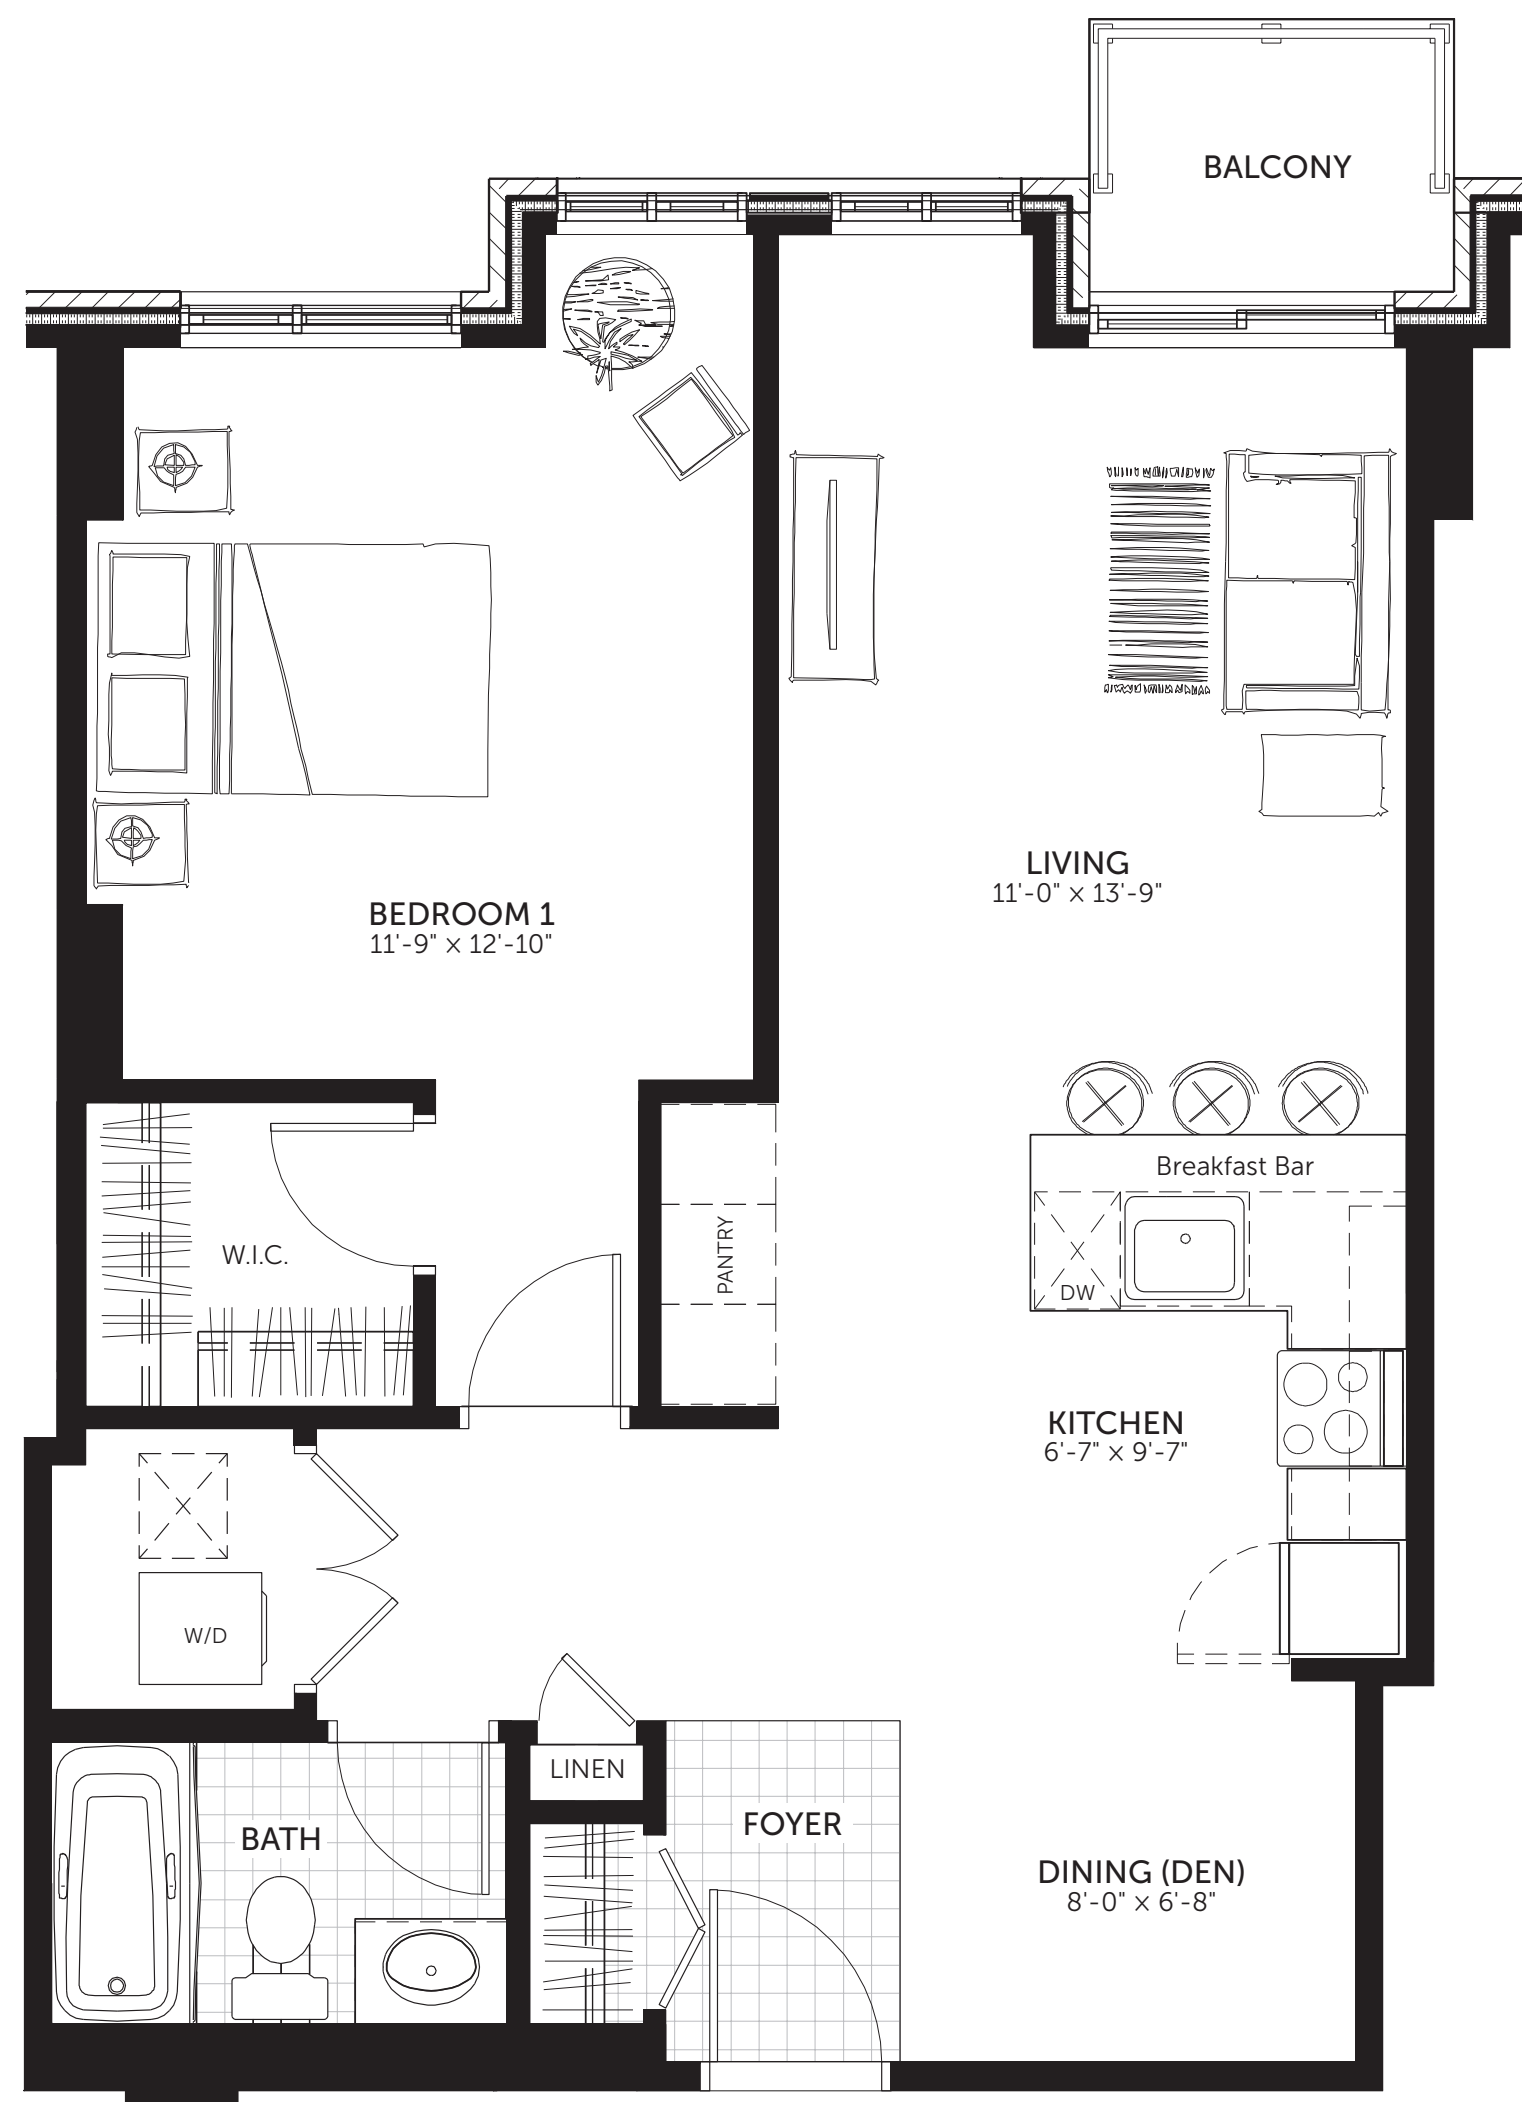 BALCONY
LIVING
11'-0" × 13'-9"
BEDROOM 1
11'-9" × 12'-10"
Breakfast Bar
W.I.C.
PANTRY
DW
KITCHEN
6'-7" × 9'-7"
W/D
LINEN
BATH
FOYER
DINING (DEN)
8'-0" × 6'-8"